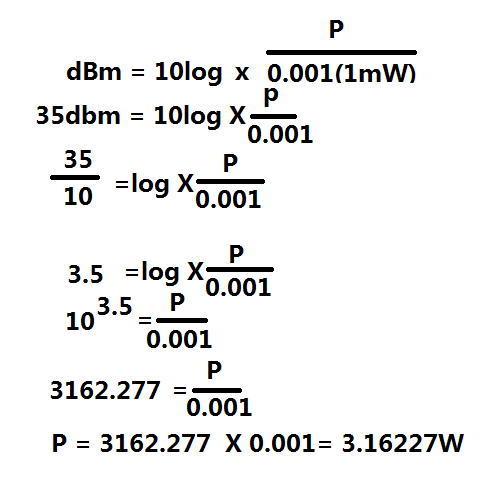 P
dBm = 10log x 0.001(1mW)
p
35dbm = 10log X 0.001
35 P
10 =log X 0.001
P
3.5 =log X 0.001
10 3.5 = P
0.001
P
3162.277 = 0.001
P = 3162.277 X 0.001= 3.16227W